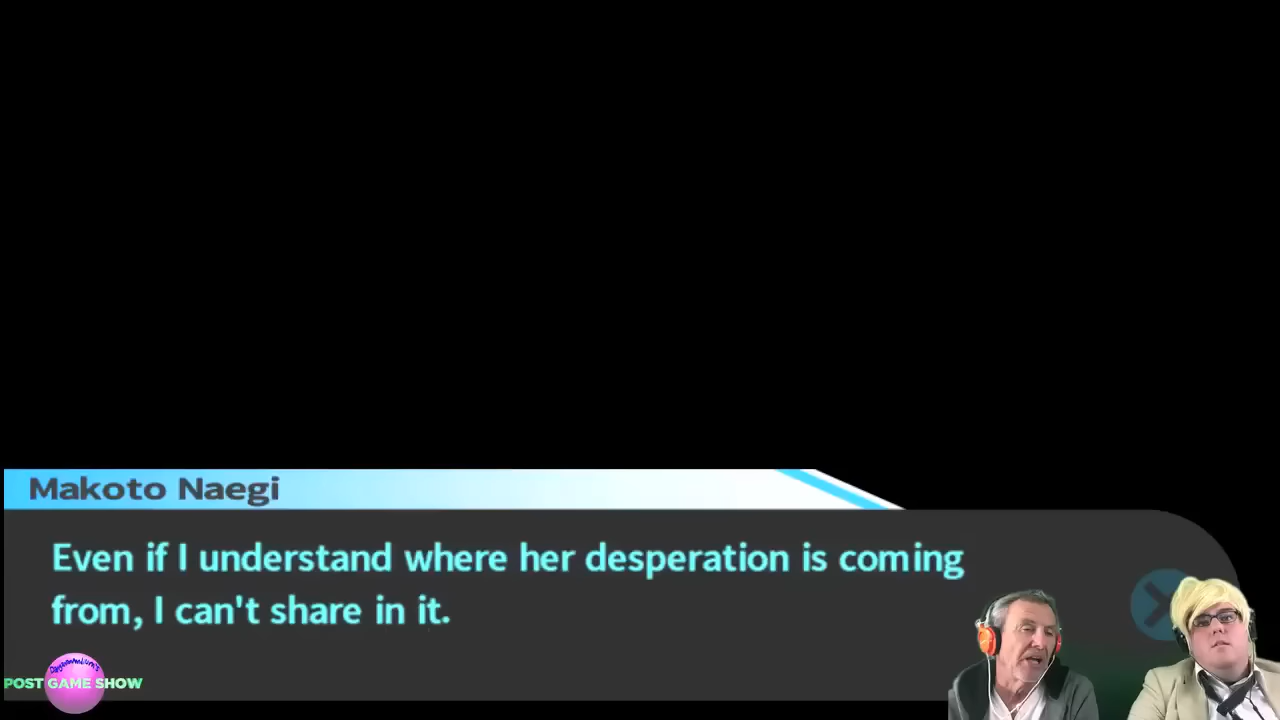 Makoto Naegi
Even if I understand where her desperation is coming
from, I can't share in it.
POST GAME SHOW